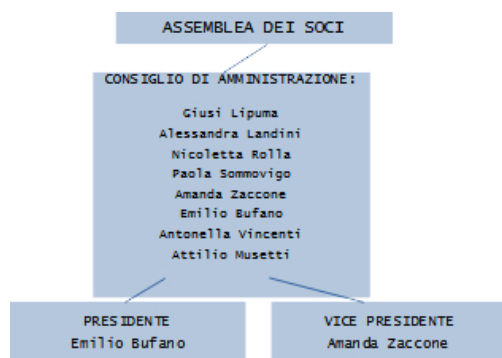 ASSEMBLEA DEI SOCI
CONSIGLIO DI AMMINISTRAZIONE:
Giusi Lipuma
Alessandra Landini
Nicoletta Rolla
Paola Sommovigo
Amanda Zaccone
Emilio Bufano
Antonella Vincenti
Attilio Musetti
PRESIDENTE
Emilio Bufano
VICE PRESIDENTE
Amanda Zaccone